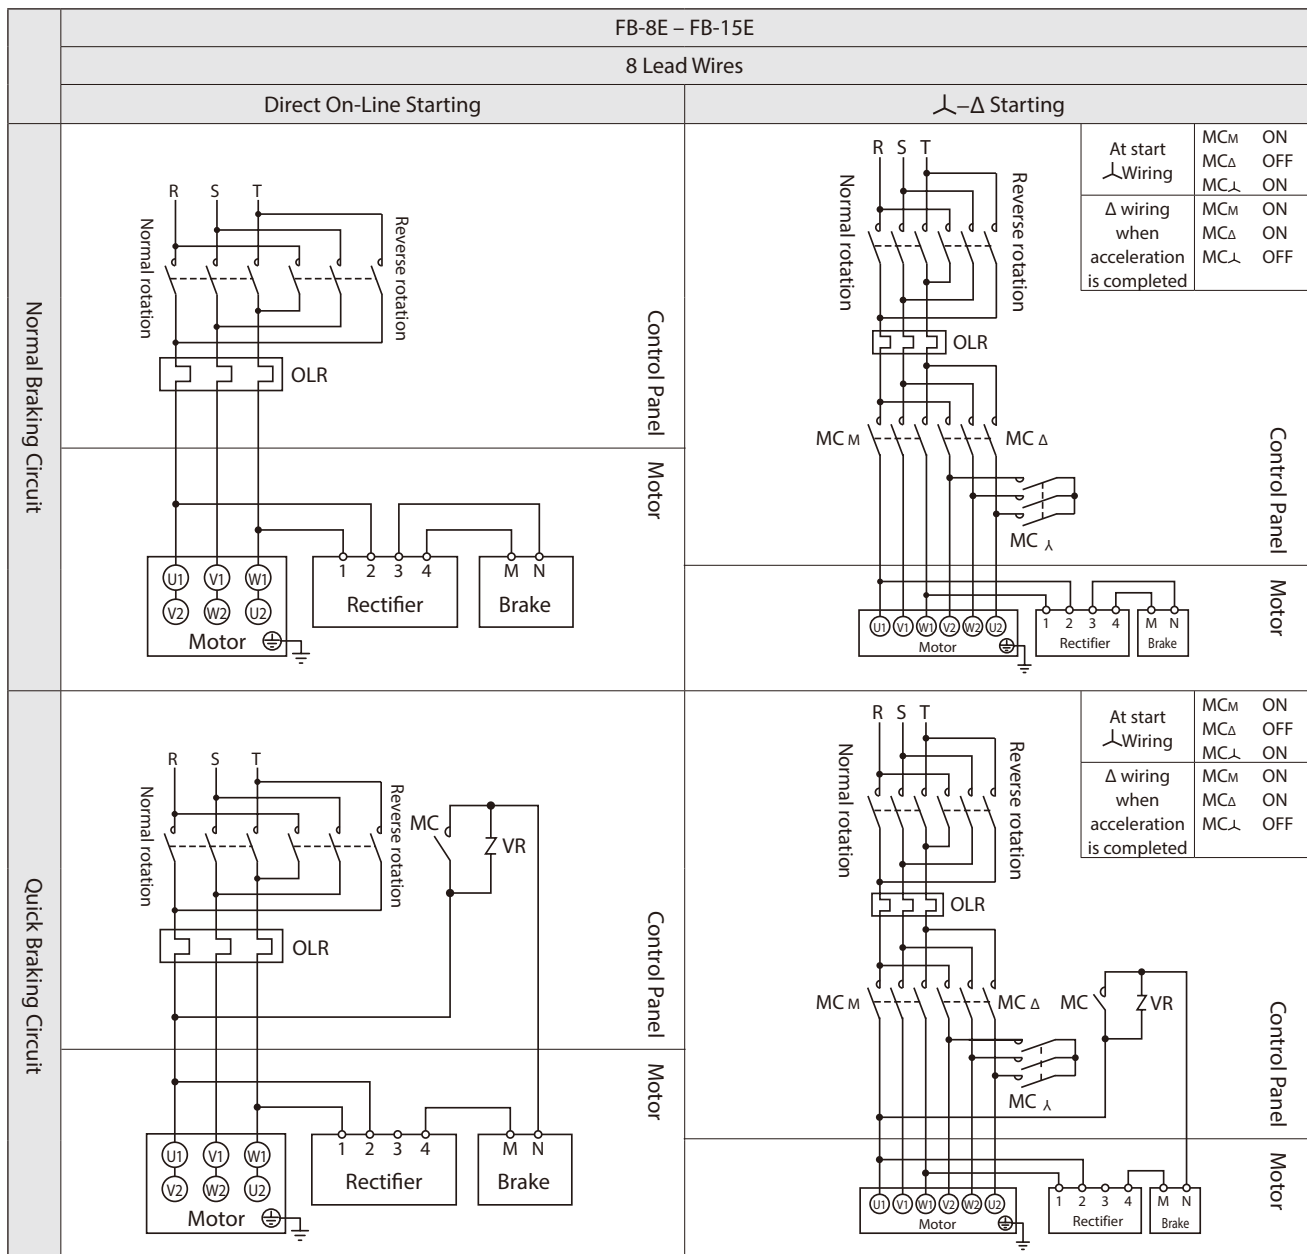 FB-8E – FB-15E
8 Lead Wires
Direct On-Line Starting
⅄–Δ Starting
Normal Braking Circuit
R S T
Normal rotation
Reverse rotation
OLR
Control Panel
Motor
U1 V1 W1
V2 W2 U2
Motor
1 2 3 4
Rectifier
M N
Brake
R S T
Normal rotation
Reverse rotation
At start
⅄Wiring
MCM ON
MCΔ OFF
MC⅄ ON
Δ wiring
when
acceleration
is completed
MCM ON
MCΔ ON
MC⅄ OFF
OLR
MC M
MC Δ
MC ⅄
Control Panel
Motor
U1 V1 W1 V2 W2 U2
Motor
1 2 3 4
Rectifier
M N
Brake
Quick Braking Circuit
R S T
Normal rotation
Reverse rotation
MC
VR
OLR
Control Panel
Motor
U1 V1 W1
V2 W2 U2
Motor
1 2 3 4
Rectifier
M N
Brake
R S T
Normal rotation
Reverse rotation
At start
⅄Wiring
MCM ON
MCΔ OFF
MC⅄ ON
Δ wiring
when
acceleration
is completed
MCM ON
MCΔ ON
MC⅄ OFF
OLR
MC M
MC Δ
MC
VR
MC ⅄
Control Panel
Motor
U1 V1 W1 V2 W2 U2
Motor
1 2 3 4
Rectifier
M N
Brake